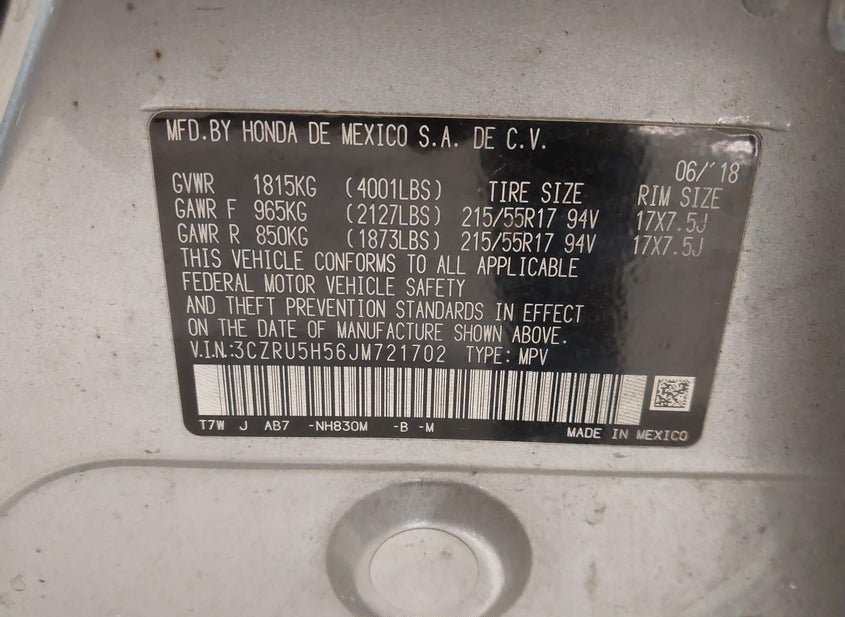 MFD.BY HONDA DE MEXICO S.A. DE C.V.
06/'18
GVWR 1815KG (4001LBS) TIRE SIZE RIM SIZE
GAWR F 965KG (2127LBS) 215/55R17 94V 17X7.5J
GAWR R 850KG (1873LBS) 215/55R17 94V 17X7.5J
THIS VEHICLE CONFORMS TO ALL APPLICABLE
FEDERAL MOTOR VEHICLE SAFETY
AND THEFT PREVENTION STANDARDS IN EFFECT
ON THE DATE OF MANUFACTURE SHOWN ABOVE.
V.I.N.:3CZRU5H56JM721702 TYPE: MPV
T7W J AB7 -NH830M -B -M MADE IN MEXICO